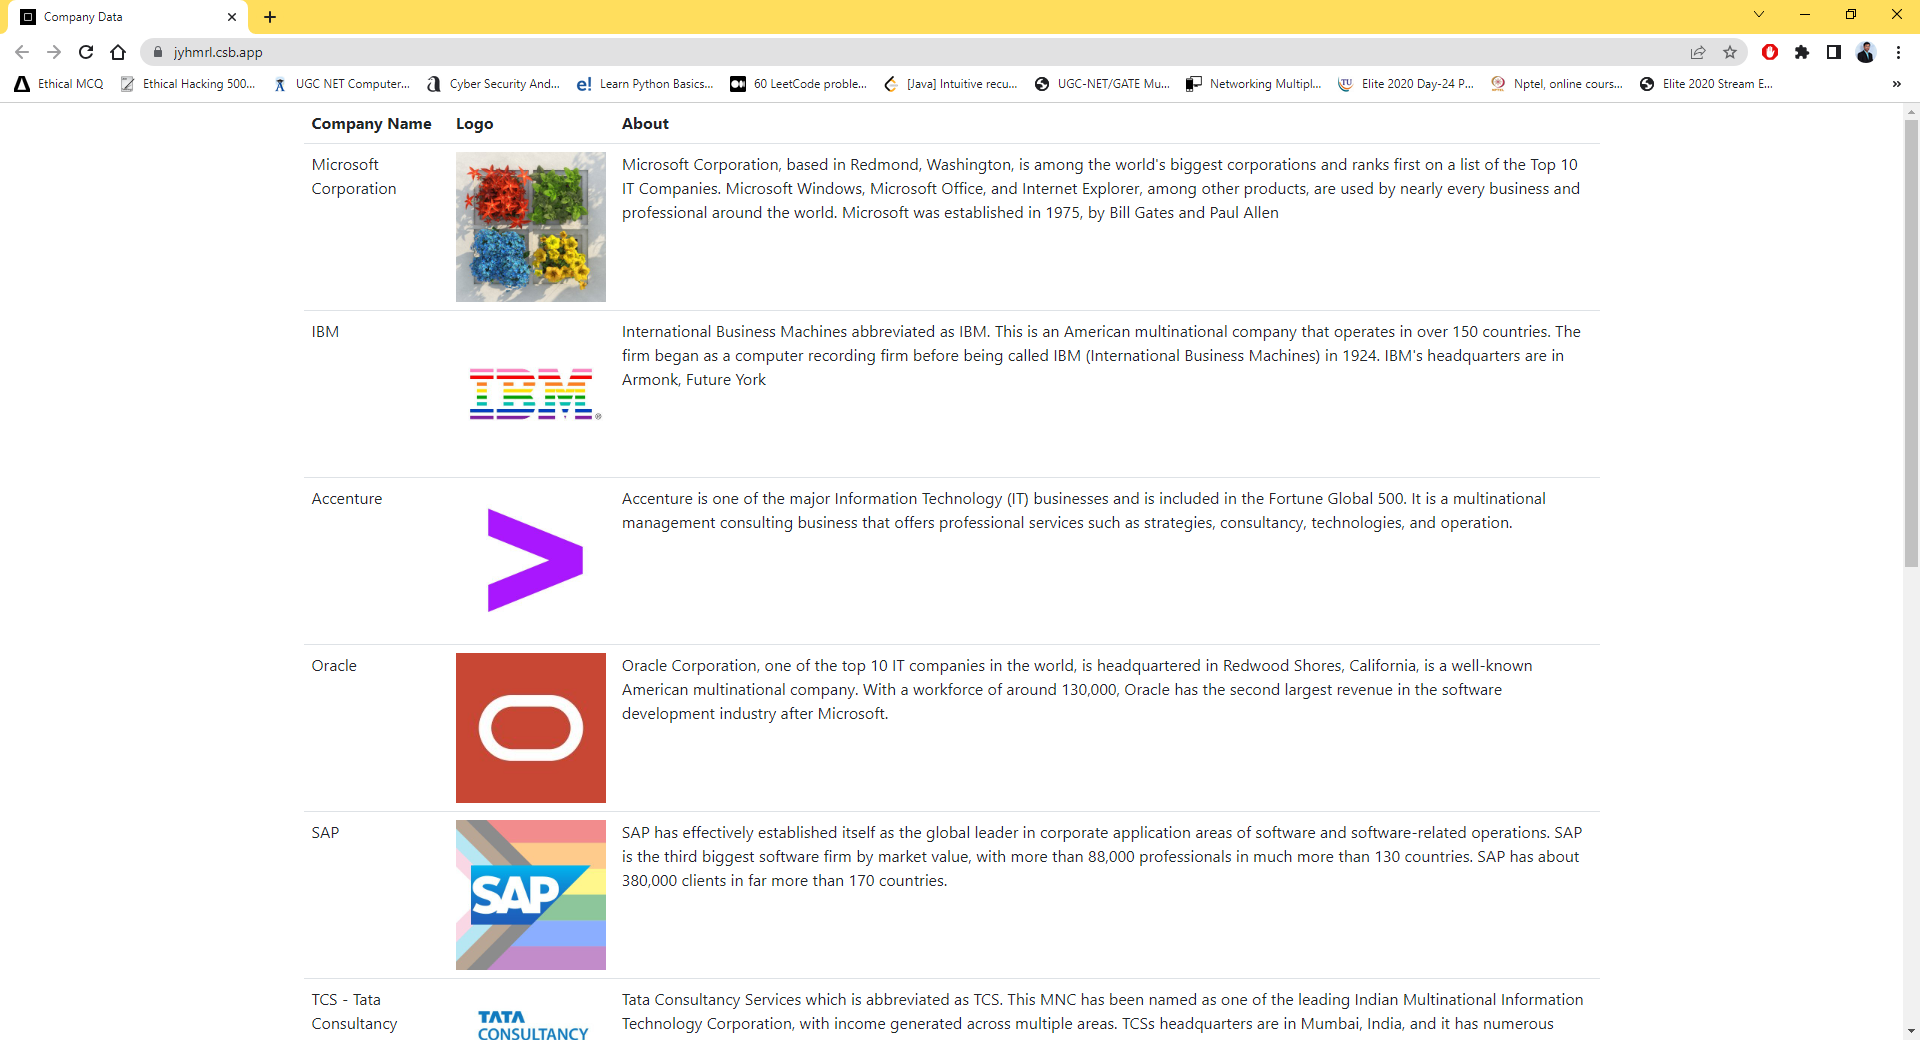 Company Data
jyhmrl.csb.app
Ethical MCQ
Ethical Hacking 500...
UGC NET Computer...
Cyber Security And...
Learn Python Basics...
60 LeetCode proble...
[Java] Intuitive recu...
UGC-NET/GATE Mu...
Networking Multipl...
Elite 2020 Day-24 P...
Nptel, online cours...
Elite 2020 Stream E...
Company Name
Logo
About
Microsoft
Corporation
Microsoft Corporation, based in Redmond, Washington, is among the world's biggest corporations and ranks first on a list of the Top 10
IT Companies. Microsoft Windows, Microsoft Office, and Internet Explorer, among other products, are used by nearly every business and
professional around the world. Microsoft was established in 1975, by Bill Gates and Paul Allen
IBM
IBM
International Business Machines abbreviated as IBM. This is an American multinational company that operates in over 150 countries. The
firm began as a computer recording firm before being called IBM (International Business Machines) in 1924. IBM's headquarters are in
Armonk, Future York
Accenture
Accenture is one of the major Information Technology (IT) businesses and is included in the Fortune Global 500. It is a multinational
management consulting business that offers professional services such as strategies, consultancy, technologies, and operation.
Oracle
Oracle Corporation, one of the top 10 IT companies in the world, is headquartered in Redwood Shores, California, is a well-known
American multinational company. With a workforce of around 130,000, Oracle has the second largest revenue in the software
development industry after Microsoft.
SAP
SAP
SAP has effectively established itself as the global leader in corporate application areas of software and software-related operations. SAP
is the third biggest software firm by market value, with more than 88,000 professionals in much more than 130 countries. SAP has about
380,000 clients in far more than 170 countries.
TCS - Tata
Consultancy
TATA
CONSULTANCY
Tata Consultancy Services which is abbreviated as TCS. This MNC has been named as one of the leading Indian Multinational Information
Technology Corporation, with income generated across multiple areas. TCSs headquarters are in Mumbai, India, and it has numerous